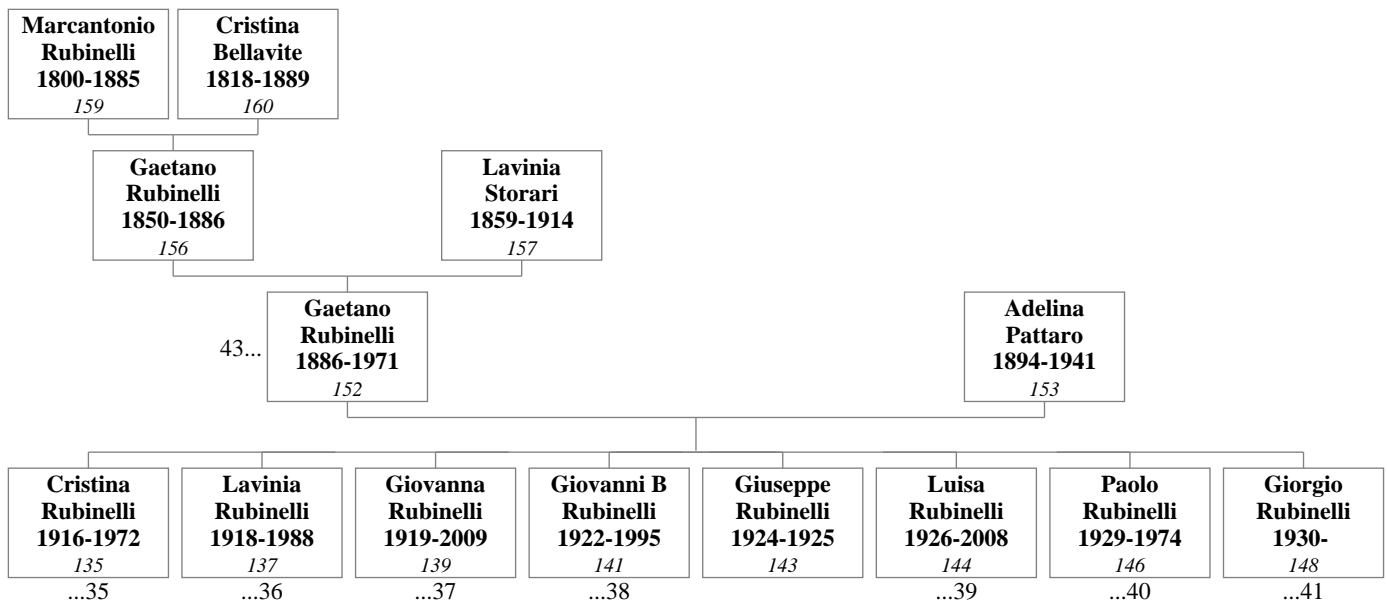 Marcantonio
Rubinelli
1800-1885
159
Cristina
Bellavite
1818-1889
160
Gaetano
Rubinelli
1850-1886
156
Lavinia
Storari
1859-1914
157
43...
Gaetano
Rubinelli
1886-1971
152
Adelina
Pattaro
1894-1941
153
Cristina
Rubinelli
1916-1972
135
...35
Lavinia
Rubinelli
1918-1988
137
...36
Giovanna
Rubinelli
1919-2009
139
...37
Giovanni B
Rubinelli
1922-1995
141
...38
Giuseppe
Rubinelli
1924-1925
143
Luisa
Rubinelli
1926-2008
144
...39
Paolo
Rubinelli
1929-1974
146
...40
Giorgio
Rubinelli
1930-
148
...41